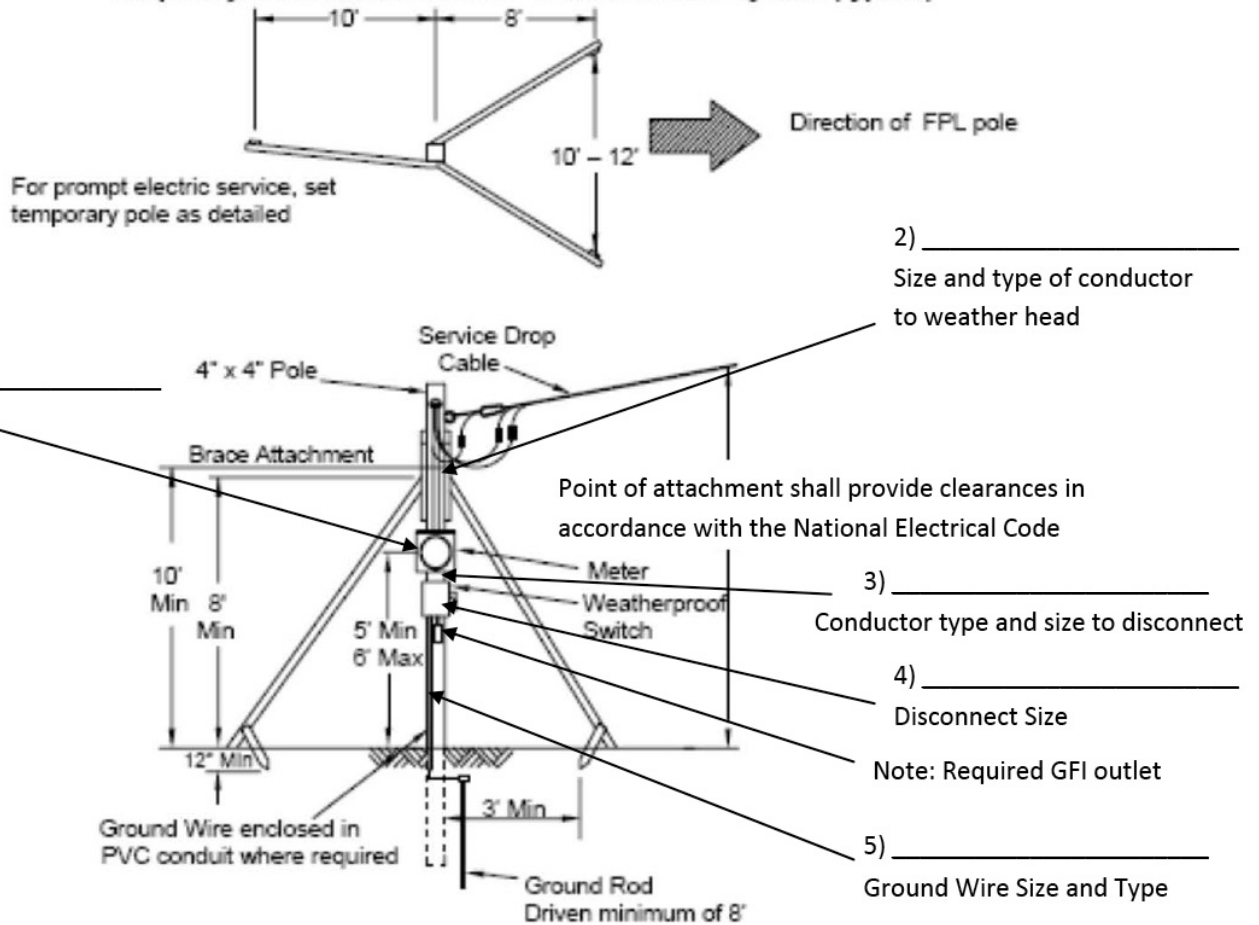 10'
8'
Direction of FPL pole
10' – 12'
For prompt electric service, set
temporary pole as detailed
2) ______________________
Size and type of conductor
to weather head
Service Drop
Cable
4" x 4" Pole
Brace Attachment
Point of attachment shall provide clearances in
accordance with the National Electrical Code
10'
Min
8'
Min
Meter
3) ______________________
Weatherproof
Switch
5' Min
6' Max
Conductor type and size to disconnect
4) ______________________
Disconnect Size
12" Min
Note: Required GFI outlet
3' Min
Ground Wire enclosed in
PVC conduit where required
5) ______________________
Ground Wire Size and Type
Ground Rod
Driven minimum of 8'